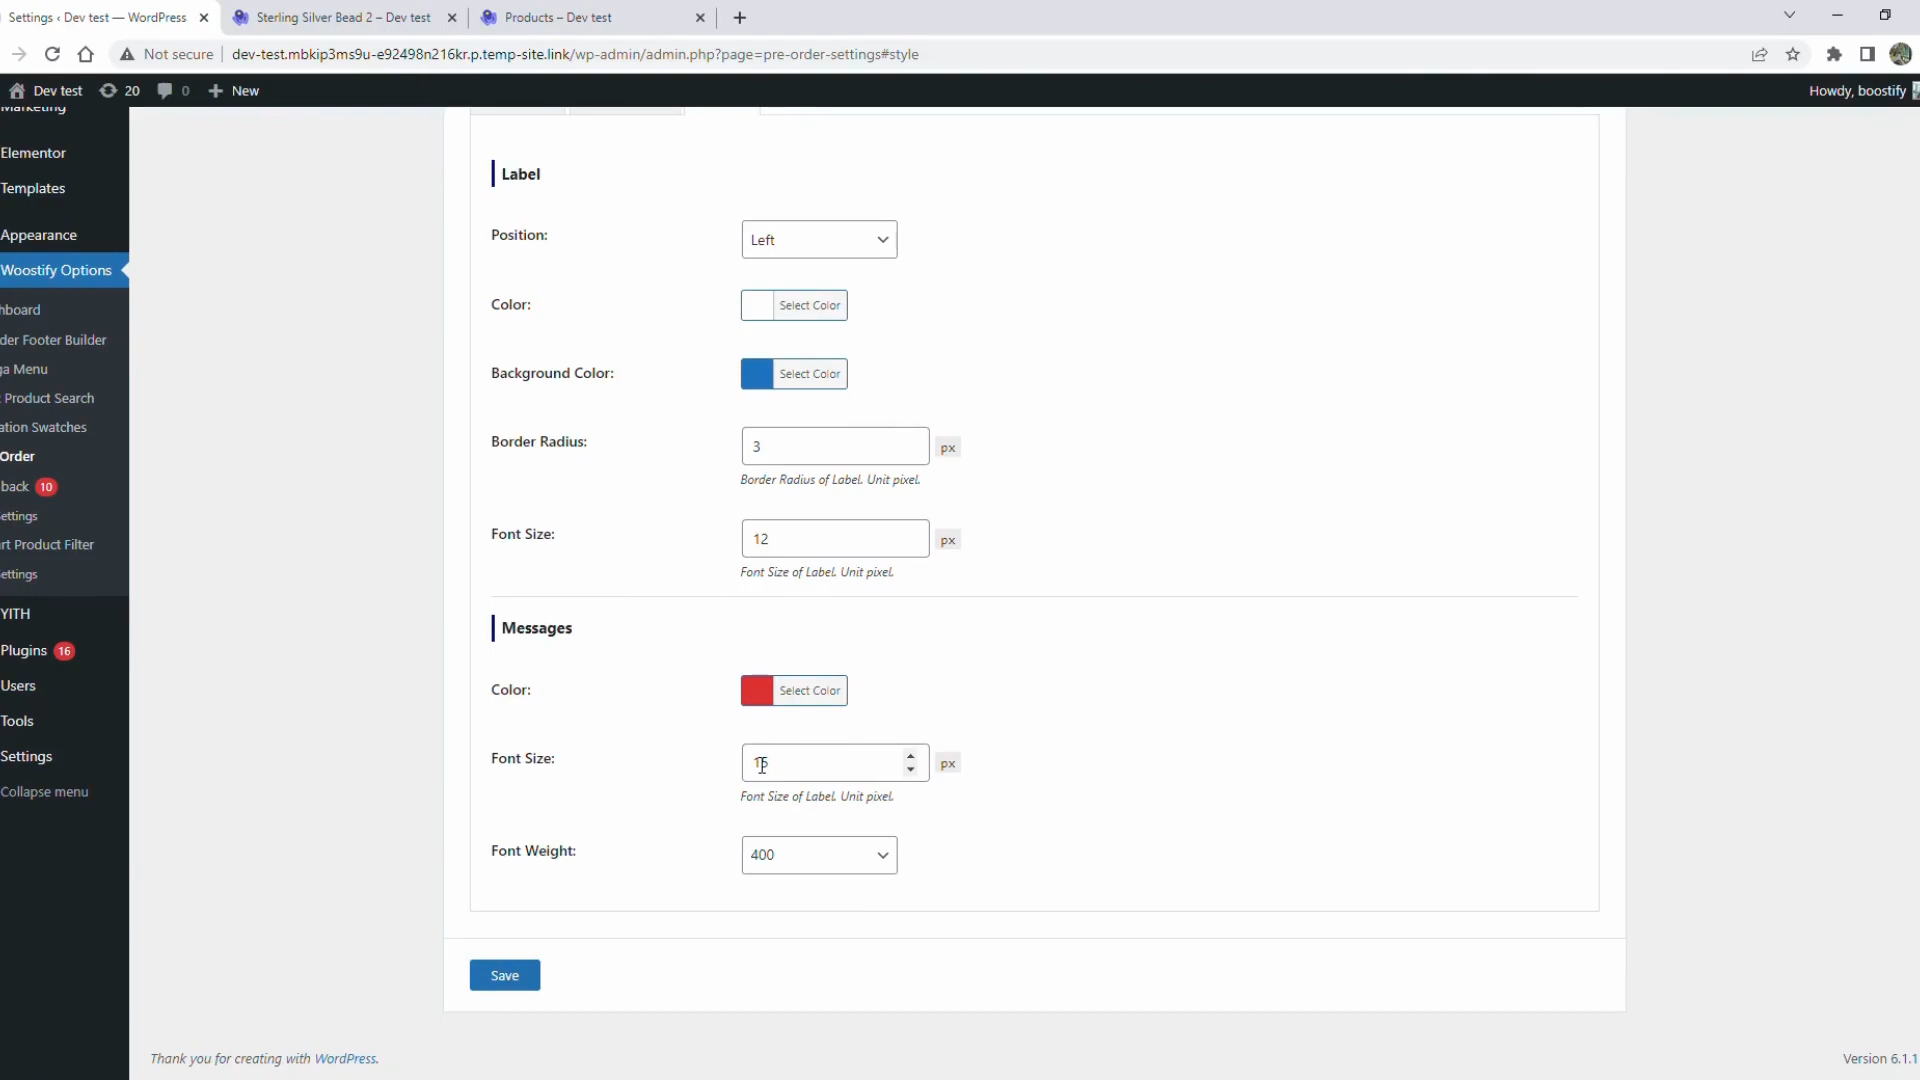 Settings ‹ Dev test — WordPress
Sterling Silver Bead 2 – Dev test
Products – Dev test
Not secure
dev-test.mbkip3ms9u-e92498n216kr.p.temp-site.link/wp-admin/admin.php?page=pre-order-settings#style
Dev test
20
0
New
Howdy, boostify
Marketing
Elementor
Templates
Appearance
Woostify Options
hboard
der Footer Builder
ga Menu
Product Search
ation Swatches
Order
back 10
ettings
rt Product Filter
ettings
YITH
Plugins 16
Users
Tools
Settings
Collapse menu
Label
Position:
Left
Color:
Select Color
Background Color:
Select Color
Border Radius:
3
px
Border Radius of Label. Unit pixel.
Font Size:
12
px
Font Size of Label. Unit pixel.
Messages
Color:
Select Color
Font Size:
px
Font Size of Label. Unit pixel.
Font Weight:
400
Save
Thank you for creating with WordPress.
Version 6.1.1